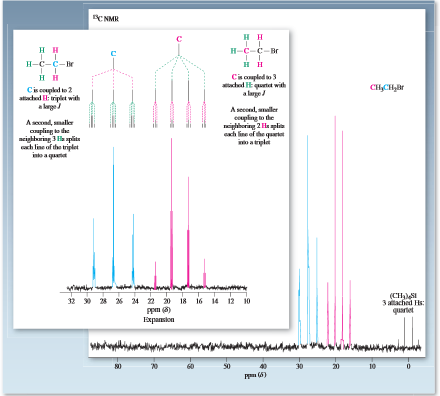 ¹³C NMR
C
C
H H
H–C–C–Br
H H
C is coupled to 2
attached H: triplet with
a large J
A second, smaller
coupling to the
neighboring 3 Hs splits
each line of the triplet
into a quartet
H H
H–C–C–Br
H H
C is coupled to 3
attached H: quartet with
a large J
A second, smaller
coupling to the
neighboring 2 Hs splits
each line of the quartet
into a triplet
32 30 28 26 24 22 20 18 16 14 12 10
ppm (δ)
Expansion
CH₃CH₂Br
(CH₃)₄Si
3 attached Hs:
quartet
80 70 60 50 40 30 20 10 0
ppm (δ)